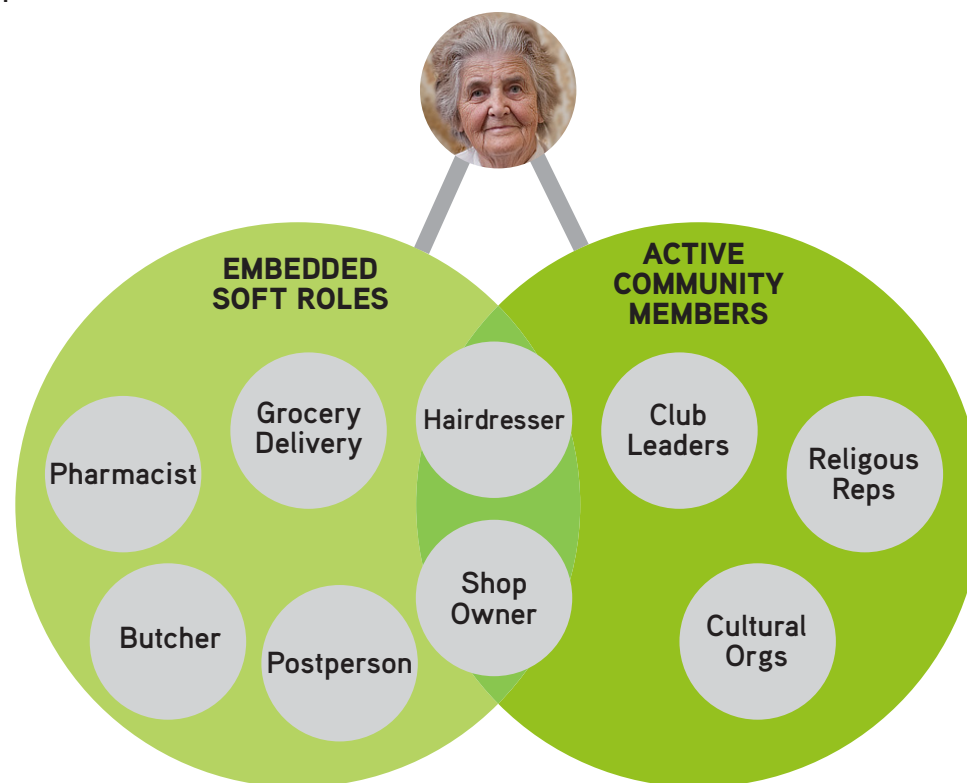 EMBEDDED
SOFT ROLES
ACTIVE
COMMUNITY
MEMBERS
Pharmacist
Grocery
Delivery
Hairdresser
Club
Leaders
Religous
Reps
Butcher
Postperson
Shop
Owner
Cultural
Orgs